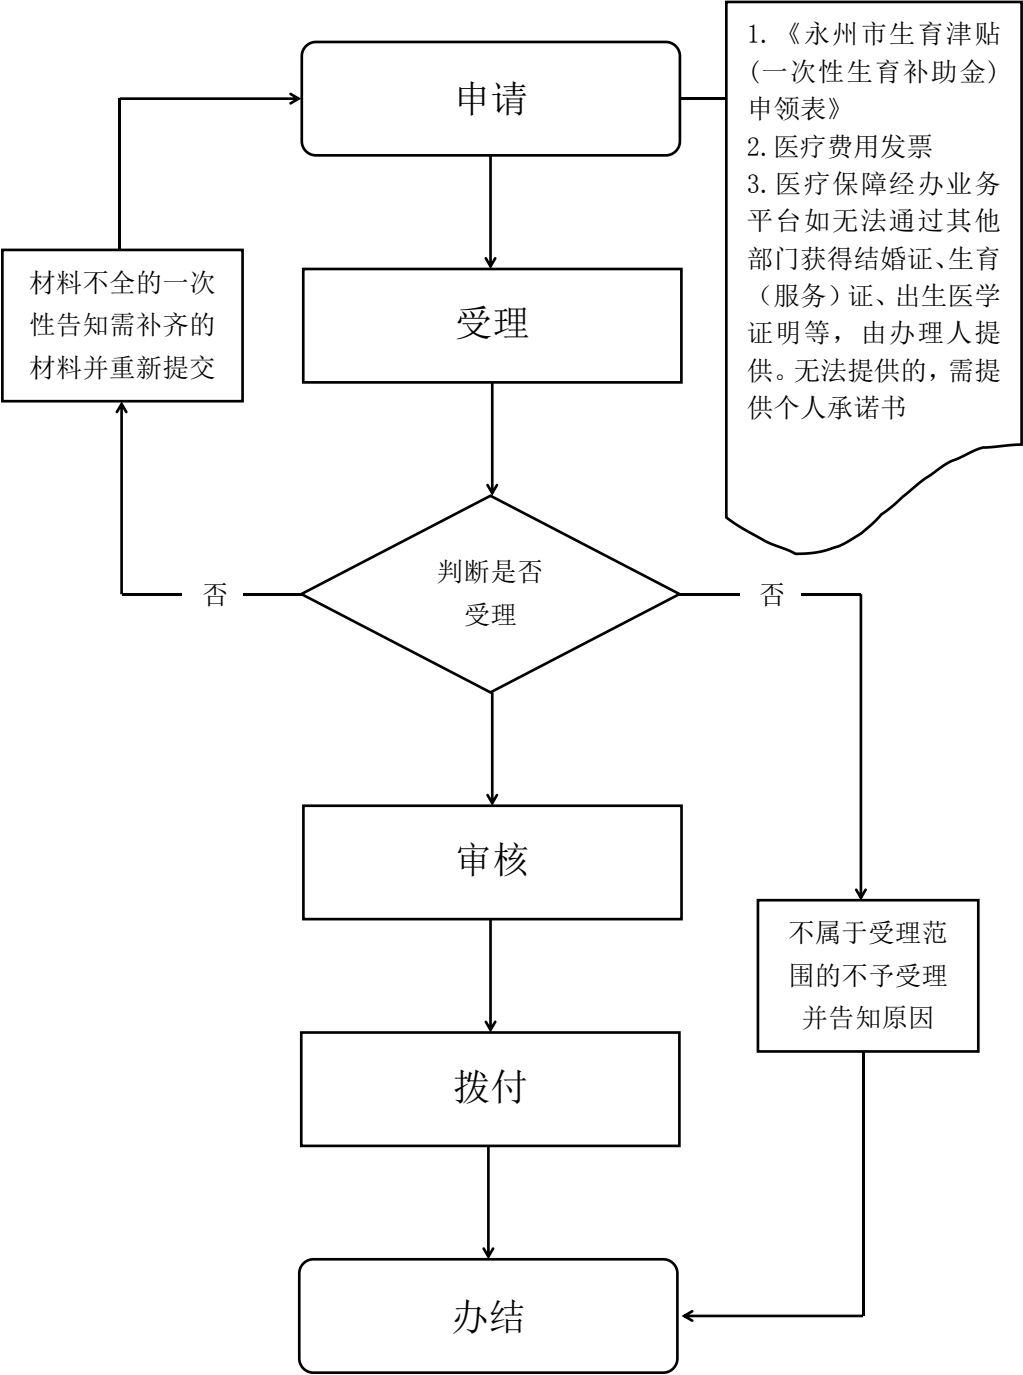 申请
1.《永州市生育津贴
(一次性生育补助金)
申领表》
2.医疗费用发票
3.医疗保障经办业务
平台如无法通过其他
部门获得结婚证、生育
（服务）证、出生医学
证明等，由办理人提
供。无法提供的，需提
供个人承诺书
材料不全的一次
性告知需补齐的
材料并重新提交
受理
判断是否
受理
否
否
审核
不属于受理范
围的不予受理
并告知原因
拨付
办结